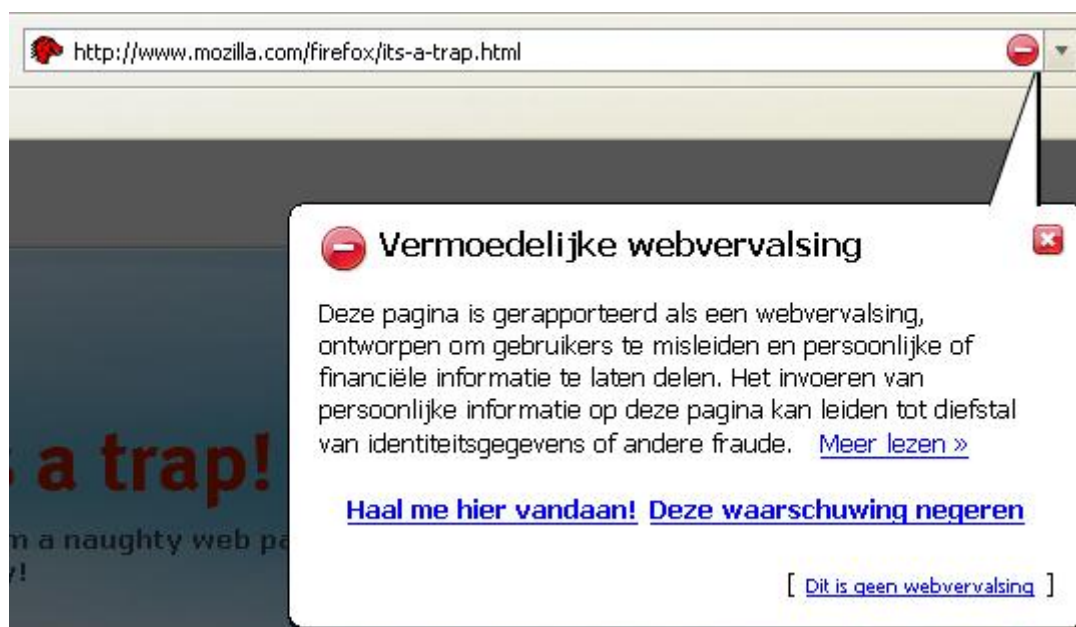 http://www.mozilla.com/firefox/its-a-trap.html
Vermoedelijke webvervalsing
Deze pagina is gerapporteerd als een webvervalsing,
ontworpen om gebruikers te misleiden en persoonlijke of
financiële informatie te laten delen. Het invoeren van
persoonlijke informatie op deze pagina kan leiden tot diefstal
van identiteitsgegevens of andere fraude. Meer lezen »
Haal me hier vandaan! Deze waarschuwing negeren
[ Dit is geen webvervalsing ]
a trap!
a naughty web